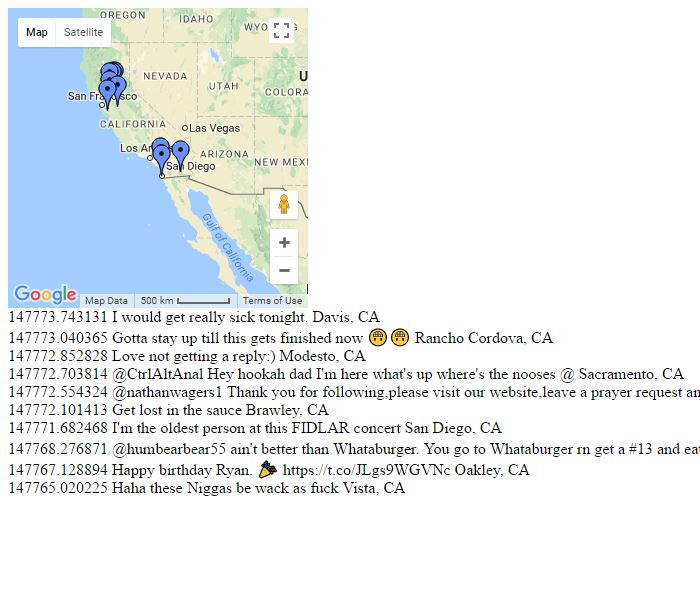 OREGON
IDAHO
WYO G
Map Satellite
NEVADA
UTAH
COLORA
San Fra sco
CALIFORNIA
Las Vegas
Los An
ARIZONA
NEW MEXI
San Diego
Gulf of California
Google Map Data 500 km Terms of Use
147773.743131 I would get really sick tonight. Davis, CA
147773.040365 Gotta stay up till this gets finished now 😷😷 Rancho Cordova, CA
147772.852828 Love not getting a reply:) Modesto, CA
147772.703814 @CtrlAltAnal Hey hookah dad I'm here what's up where's the nooses @ Sacramento, CA
147772.554324 @nathanwagers1 Thank you for following,please visit our website,leave a prayer request an
147772.101413 Get lost in the sauce Brawley, CA
147771.682468 I'm the oldest person at this FIDLAR concert San Diego, CA
147768.276871 @humbearbear55 ain't better than Whataburger. You go to Whataburger rn get a #13 and ea
147767.128894 Happy birthday Ryan. 🎉 https://t.co/JLgs9WGVNc Oakley, CA
147765.020225 Haha these Niggas be wack as fuck Vista, CA